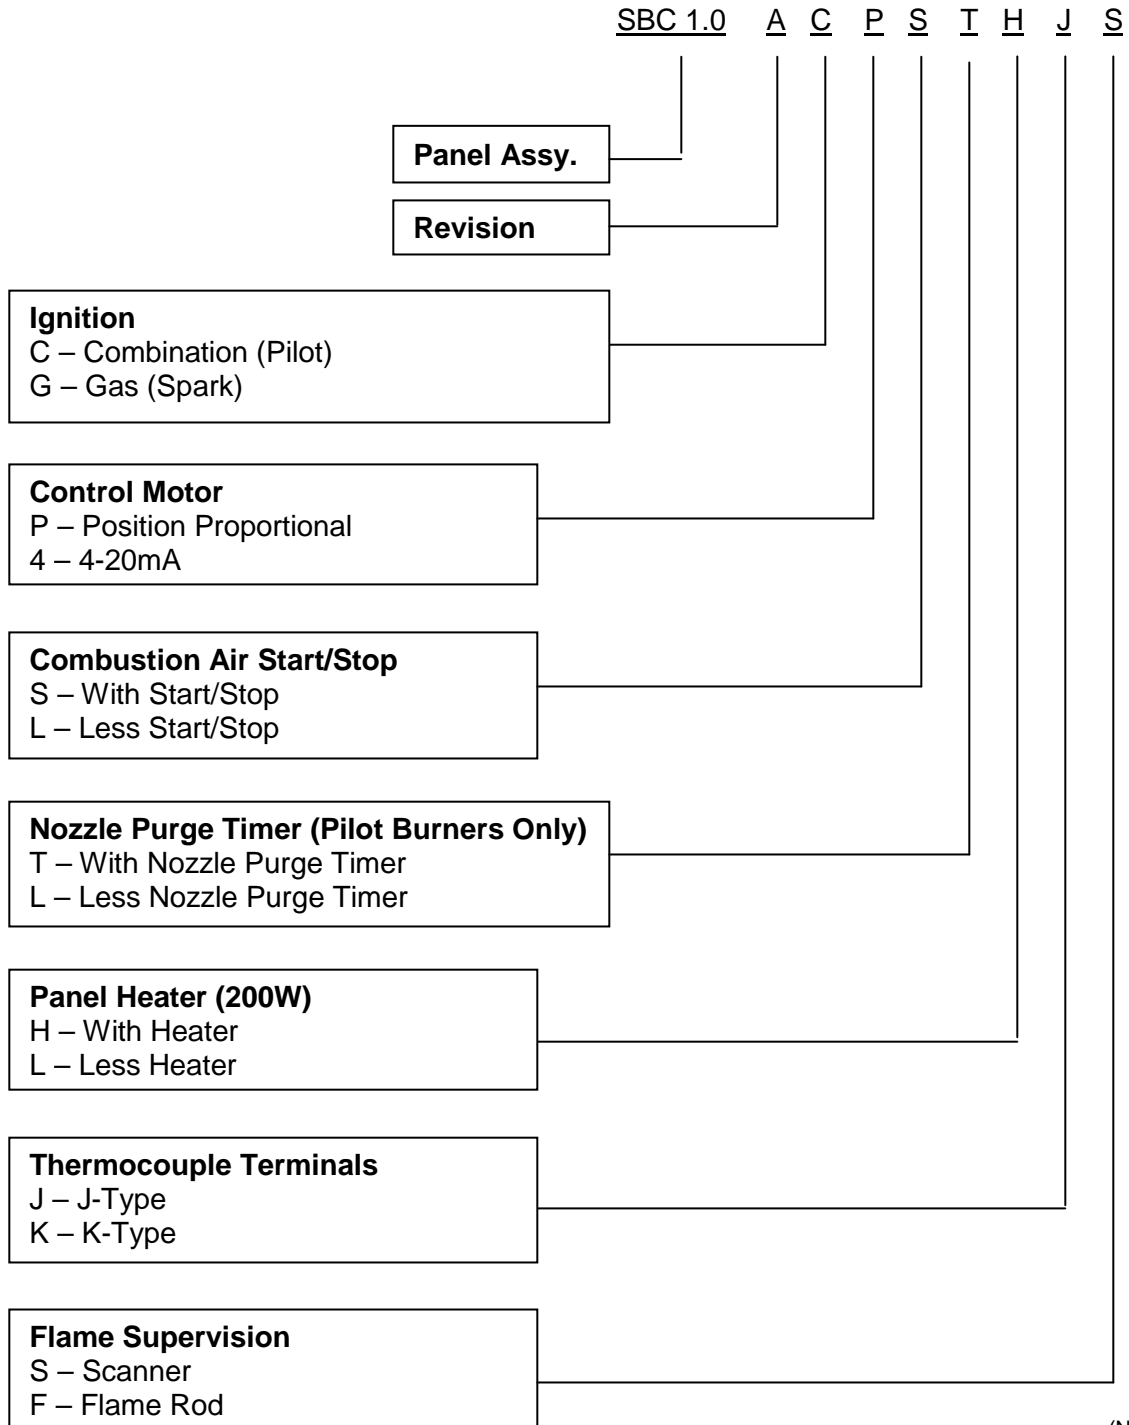 SBC 1.0 A C P S T H J S
Panel Assy.
Revision
Ignition
C – Combination (Pilot)
G – Gas (Spark)
Control Motor
P – Position Proportional
4 – 4-20mA
Combustion Air Start/Stop
S – With Start/Stop
L – Less Start/Stop
Nozzle Purge Timer (Pilot Burners Only)
T – With Nozzle Purge Timer
L – Less Nozzle Purge Timer
Panel Heater (200W)
H – With Heater
L – Less Heater
Thermocouple Terminals
J – J-Type
K – K-Type
Flame Supervision
S – Scanner
F – Flame Rod